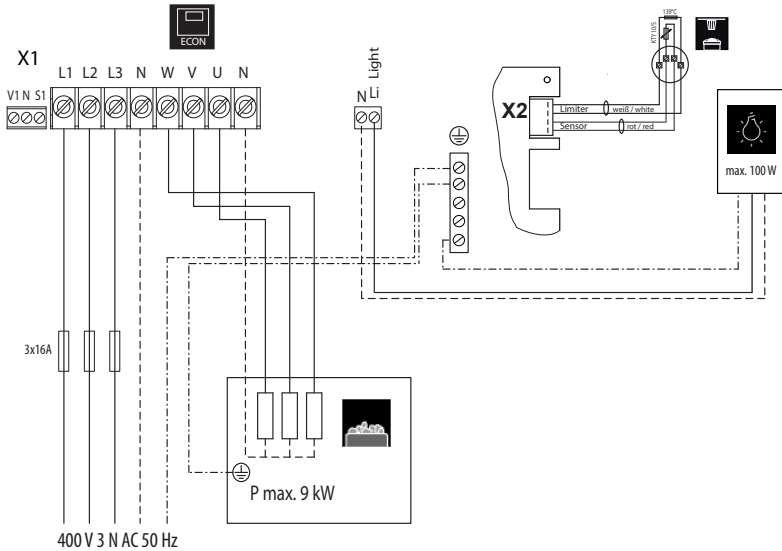 ECON
X1
L1 L2 L3 N W V U N
V1 N S1
Light
N Li
139°C
KTY 10/5
X2
Limiter weiß / white
Sensor rot / red
max. 100 W
3x16A
P max. 9 kW
400 V 3 N AC 50 Hz